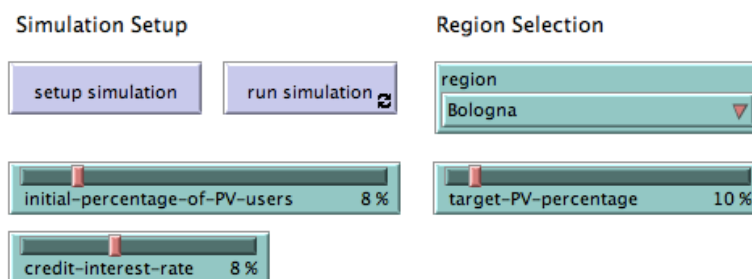 Simulation Setup
Region Selection
setup simulation
run simulation
region
Bologna
initial-percentage-of-PV-users 8 %
target-PV-percentage 10 %
credit-interest-rate 8 %